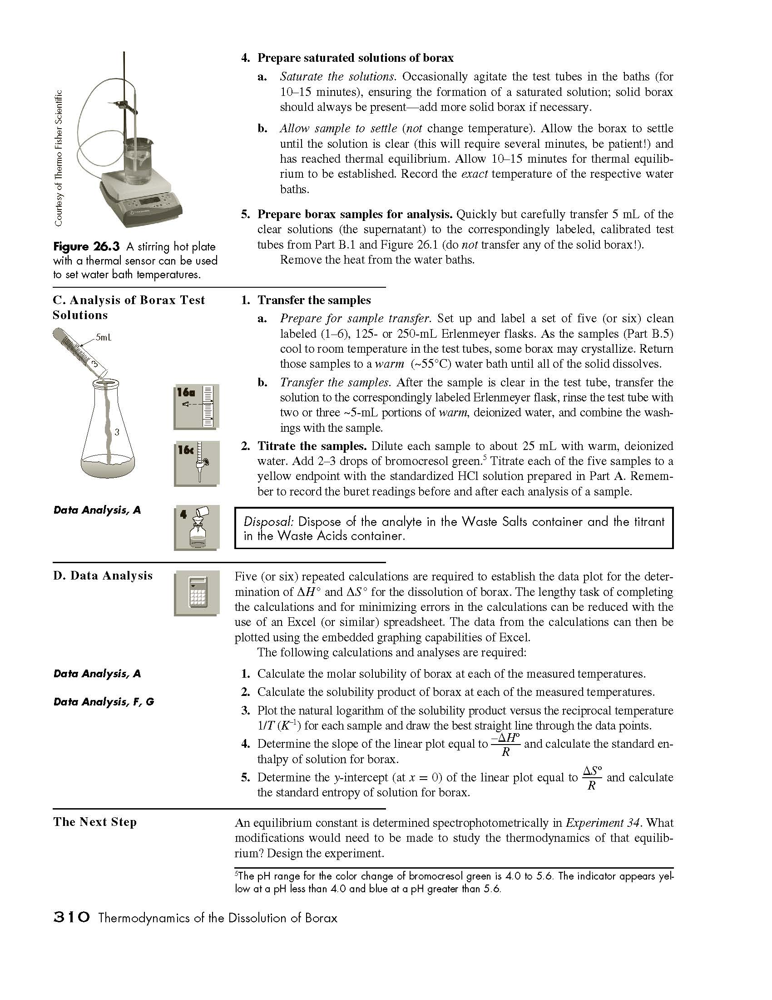 Courtesy of Thermo Fisher Scientific
Figure 26.3 A stirring hot plate
with a thermal sensor can be used
to set water bath temperatures.
4. Prepare saturated solutions of borax
a. Saturate the solutions. Occasionally agitate the test tubes in the baths (for
10–15 minutes), ensuring the formation of a saturated solution; solid borax
should always be present—add more solid borax if necessary.
b. Allow sample to settle (not change temperature). Allow the borax to settle
until the solution is clear (this will require several minutes, be patient!) and
has reached thermal equilibrium. Allow 10–15 minutes for thermal equilib-
rium to be established. Record the exact temperature of the respective water
baths.
5. Prepare borax samples for analysis. Quickly but carefully transfer 5 mL of the
clear solutions (the supernatant) to the correspondingly labeled, calibrated test
tubes from Part B.1 and Figure 26.1 (do not transfer any of the solid borax!).
Remove the heat from the water baths.
C. Analysis of Borax Test
Solutions
5mL
3
3
16a
16c
1. Transfer the samples
a. Prepare for sample transfer. Set up and label a set of five (or six) clean
labeled (1–6), 125- or 250-mL Erlenmeyer flasks. As the samples (Part B.5)
cool to room temperature in the test tubes, some borax may crystallize. Return
those samples to a warm (~55°C) water bath until all of the solid dissolves.
b. Transfer the samples. After the sample is clear in the test tube, transfer the
solution to the correspondingly labeled Erlenmeyer flask, rinse the test tube with
two or three ~5-mL portions of warm, deionized water, and combine the wash-
ings with the sample.
2. Titrate the samples. Dilute each sample to about 25 mL with warm, deionized
water. Add 2–3 drops of bromocresol green.⁵ Titrate each of the five samples to a
yellow endpoint with the standardized HCl solution prepared in Part A. Remem-
ber to record the buret readings before and after each analysis of a sample.
Data Analysis, A
4
Disposal: Dispose of the analyte in the Waste Salts container and the titrant
in the Waste Acids container.
D. Data Analysis
Five (or six) repeated calculations are required to establish the data plot for the deter-
mination of ΔH° and ΔS° for the dissolution of borax. The lengthy task of completing
the calculations and for minimizing errors in the calculations can be reduced with the
use of an Excel (or similar) spreadsheet. The data from the calculations can then be
plotted using the embedded graphing capabilities of Excel.
The following calculations and analyses are required:
Data Analysis, A
1. Calculate the molar solubility of borax at each of the measured temperatures.
2. Calculate the solubility product of borax at each of the measured temperatures.
Data Analysis, F, G
3. Plot the natural logarithm of the solubility product versus the reciprocal temperature
1/T (K⁻¹) for each sample and draw the best straight line through the data points.
4. Determine the slope of the linear plot equal to −ΔH°/R and calculate the standard en-
thalpy of solution for borax.
5. Determine the y-intercept (at x = 0) of the linear plot equal to ΔS°/R and calculate
the standard entropy of solution for borax.
The Next Step
An equilibrium constant is determined spectrophotometrically in Experiment 34. What
modifications would need to be made to study the thermodynamics of that equilib-
rium? Design the experiment.
⁵The pH range for the color change of bromocresol green is 4.0 to 5.6. The indicator appears yel-
low at a pH less than 4.0 and blue at a pH greater than 5.6.
310 Thermodynamics of the Dissolution of Borax